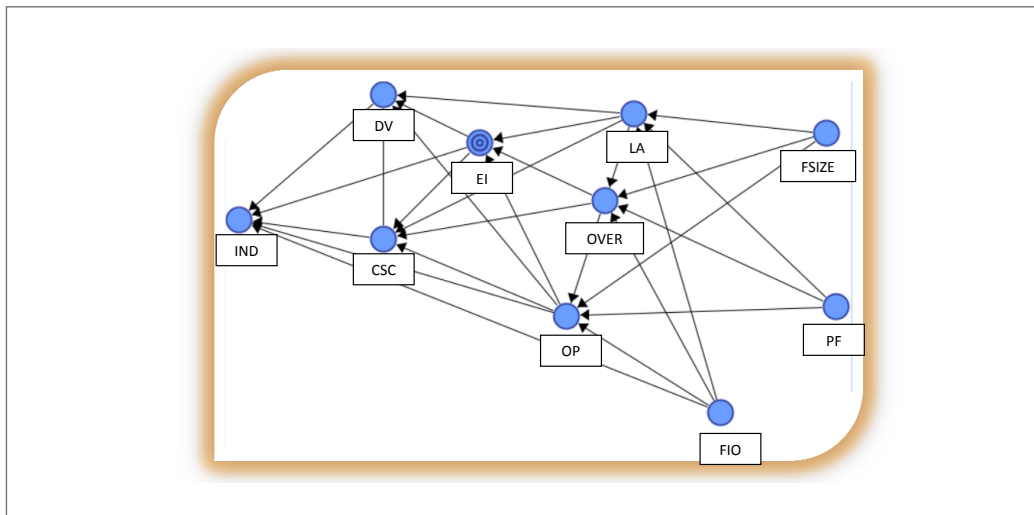 DV
LA
FSIZE
EI
OVER
IND
CSC
OP
PF
FIO